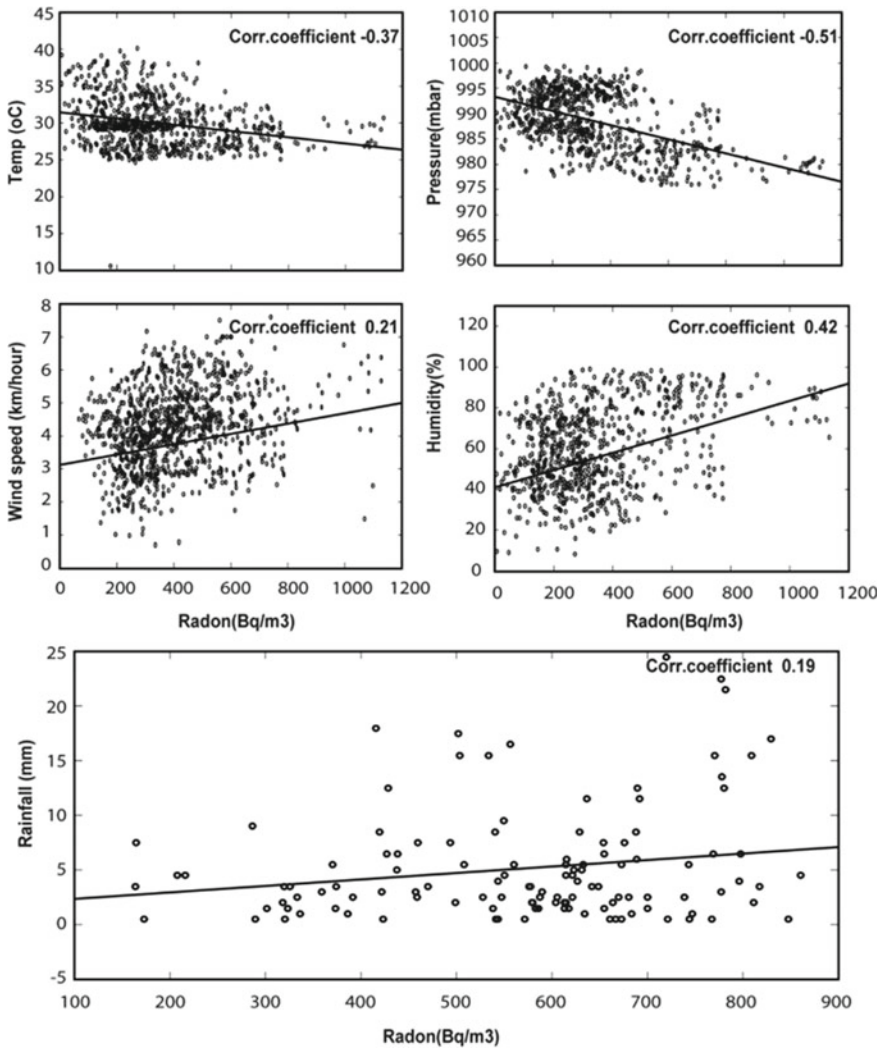 Corr.coefficient -0.37
45
40
35
30
25
20
15
10
Temp (oC)
Corr.coefficient -0.51
1010
1005
1000
995
990
985
980
975
970
965
960
Pressure(mbar)
Corr.coefficient 0.21
8
7
6
5
4
3
2
1
0
Wind speed (km/hour)
0 200 400 600 800 1000 1200
Radon(Bq/m3)
Corr.coefficient 0.42
120
100
80
60
40
20
0
Humidity(%)
0 200 400 600 800 1000 1200
Radon(Bq/m3)
Corr.coefficient 0.19
25
20
15
10
5
0
-5
Rainfall (mm)
100 200 300 400 500 600 700 800 900
Radon(Bq/m3)